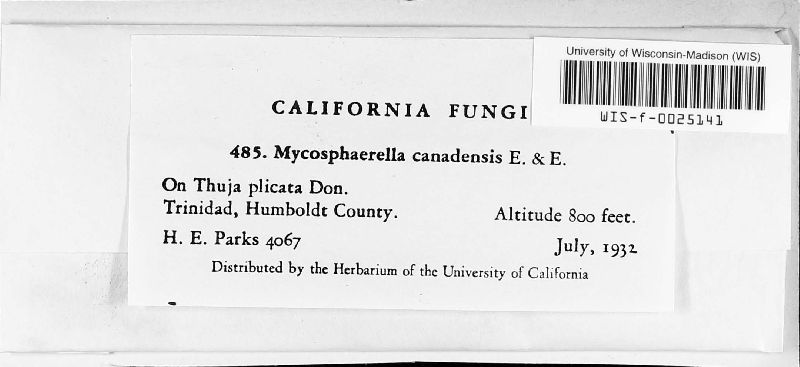 University of Wisconsin-Madison (WIS)
WIS-f-0025141
CALIFORNIA FUNGI
485. Mycosphaerella canadensis E. & E.
On Thuja plicata Don.
Trinidad, Humboldt County. Altitude 800 feet.
H. E. Parks 4067 July, 1932
Distributed by the Herbarium of the University of California